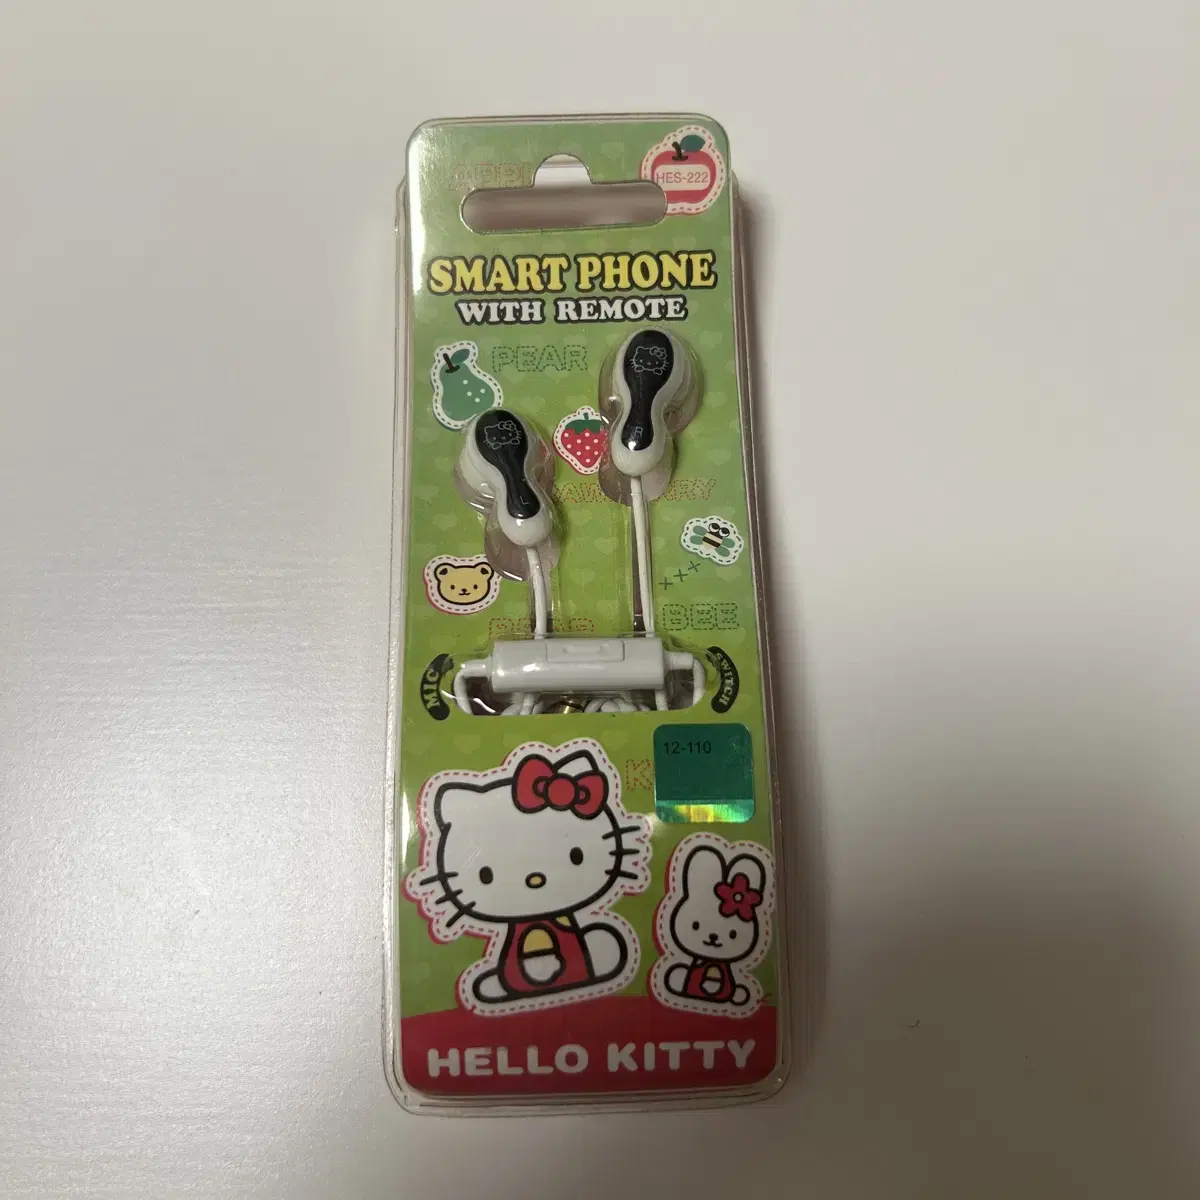 HES-222
SMART PHONE
WITH REMOTE
PEAR
BEE
MIC
SWITCH
12-110
HELLO KITTY
R
L